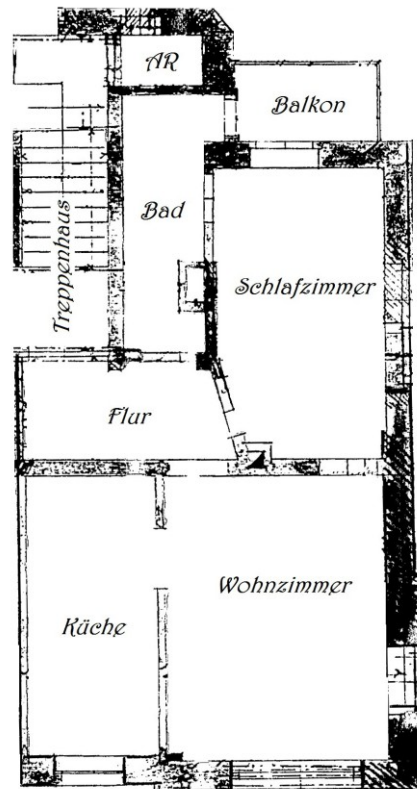 AR
Balkon
Bad
Treppenhaus
Schlafzimmer
Flur
Wohnzimmer
Küche